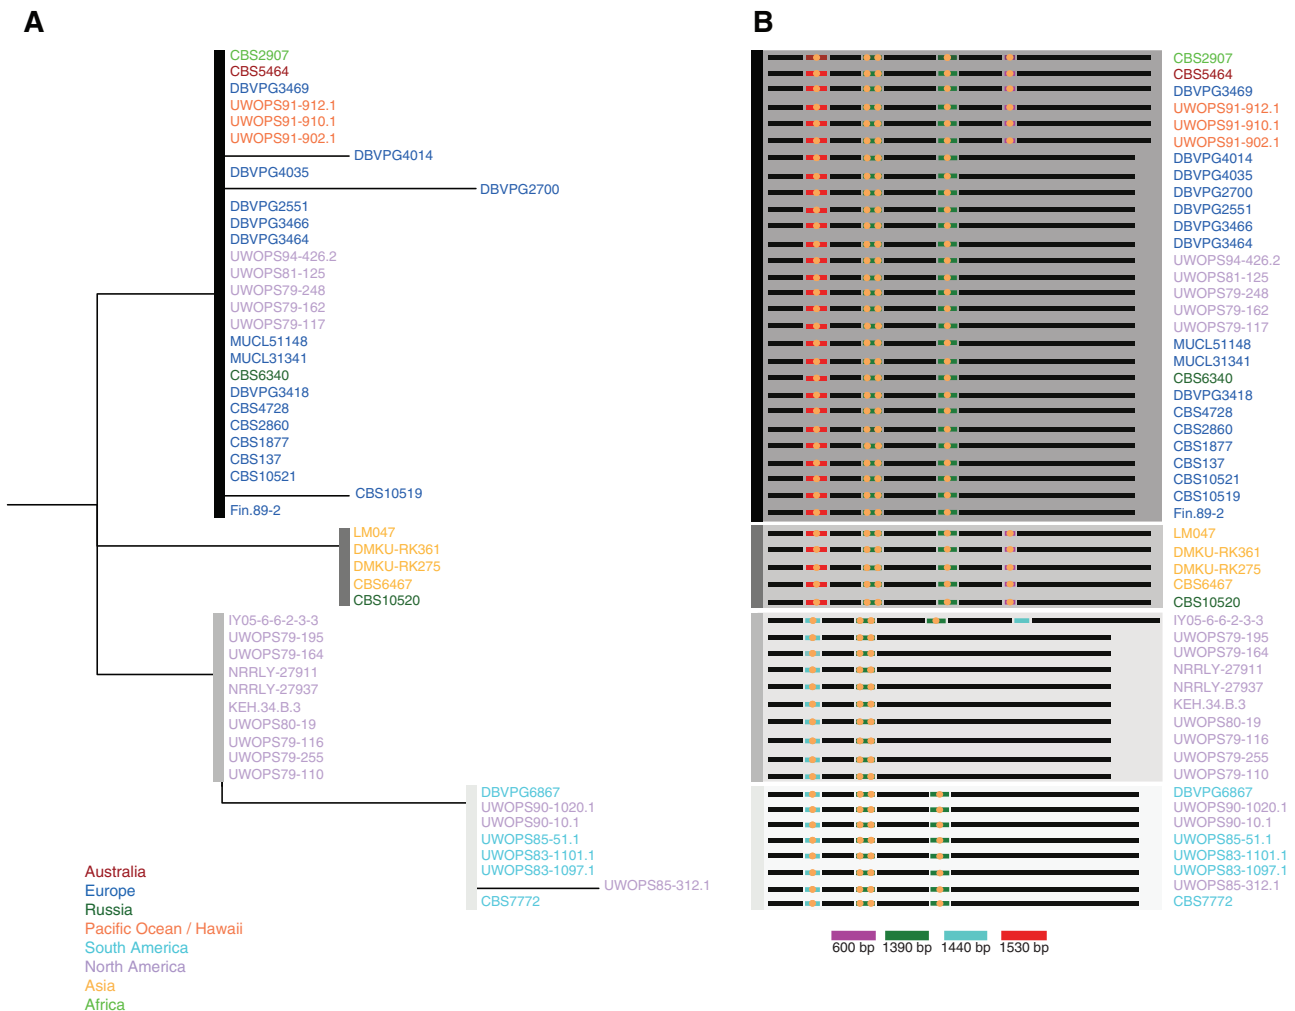 A
CBS2907
CBS5464
DBVPG3469
UWOPS91-912.1
UWOPS91-910.1
UWOPS91-902.1
DBVPG4014
DBVPG4035
DBVPG2700
DBVPG2551
DBVPG3466
DBVPG3464
UWOPS94-426.2
UWOPS81-125
UWOPS79-248
UWOPS79-162
UWOPS79-117
MUCL51148
MUCL31341
CBS6340
DBVPG3418
CBS4728
CBS2860
CBS1877
CBS137
CBS10521
CBS10519
Fin.89-2
LM047
DMKU-RK361
DMKU-RK275
CBS6467
CBS10520
IY05-6-6-2-3-3
UWOPS79-195
UWOPS79-164
NRRLY-27911
NRRLY-27937
KEH.34.B.3
UWOPS80-19
UWOPS79-116
UWOPS79-255
UWOPS79-110
DBVPG6867
UWOPS90-1020.1
UWOPS90-10.1
UWOPS85-51.1
UWOPS83-1101.1
UWOPS83-1097.1
UWOPS85-312.1
CBS7772
Australia
Europe
Russia
Pacific Ocean / Hawaii
South America
North America
Asia
Africa
B
CBS2907
CBS5464
DBVPG3469
UWOPS91-912.1
UWOPS91-910.1
UWOPS91-902.1
DBVPG4014
DBVPG4035
DBVPG2700
DBVPG2551
DBVPG3466
DBVPG3464
UWOPS94-426.2
UWOPS81-125
UWOPS79-248
UWOPS79-162
UWOPS79-117
MUCL51148
MUCL31341
CBS6340
DBVPG3418
CBS4728
CBS2860
CBS1877
CBS137
CBS10521
CBS10519
Fin.89-2
LM047
DMKU-RK361
DMKU-RK275
CBS6467
CBS10520
IY05-6-6-2-3-3
UWOPS79-195
UWOPS79-164
NRRLY-27911
NRRLY-27937
KEH.34.B.3
UWOPS80-19
UWOPS79-116
UWOPS79-255
UWOPS79-110
DBVPG6867
UWOPS90-1020.1
UWOPS90-10.1
UWOPS85-51.1
UWOPS83-1101.1
UWOPS83-1097.1
UWOPS85-312.1
CBS7772
600 bp 1390 bp 1440 bp 1530 bp